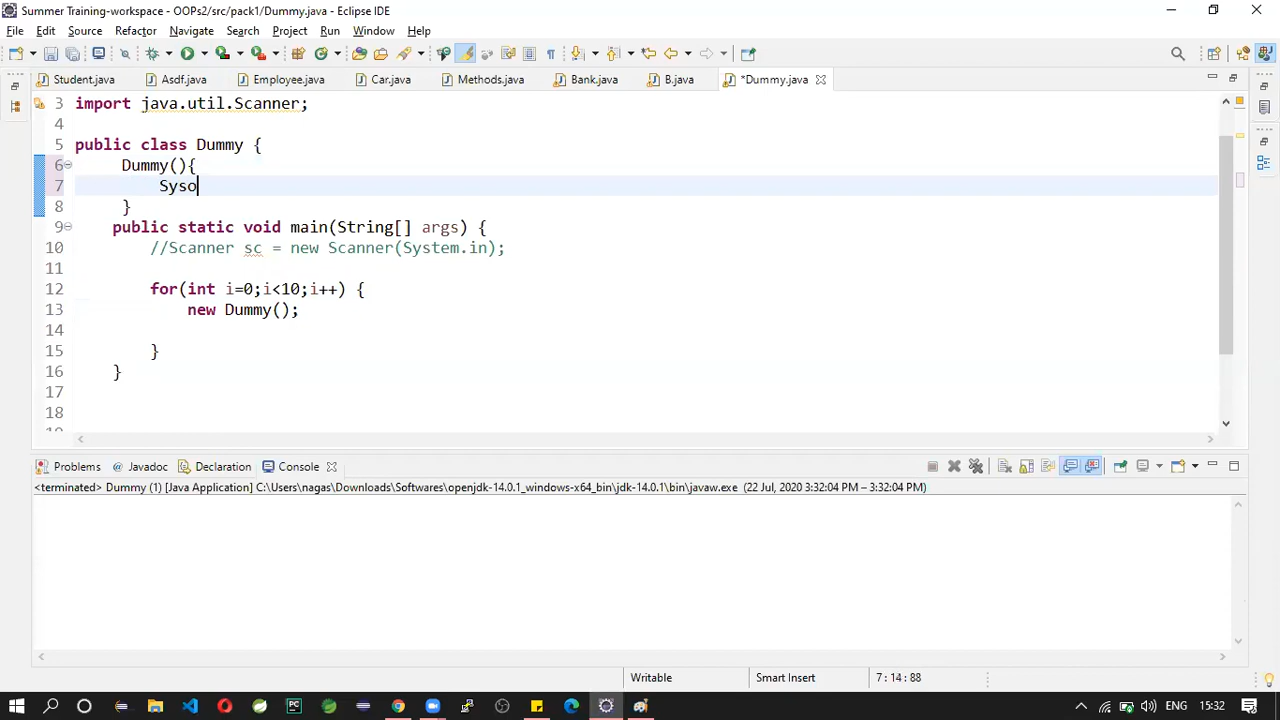 Summer Training-workspace - OOPs2/src/pack1/Dummy.java - Eclipse IDE
File Edit Source Refactor Navigate Search Project Run Window Help
Student.java Asdf.java Employee.java Car.java Methods.java Bank.java B.java *Dummy.java
3 import java.util.Scanner;
4
5 public class Dummy {
6 Dummy(){
7 Syso
8 }
9 public static void main(String[] args) {
10 //Scanner sc = new Scanner(System.in);
11
12 for(int i=0;i<10;i++) {
13 new Dummy();
14
15 }
16 }
17
18
Problems @ Javadoc Declaration Console
<terminated> Dummy (1) [Java Application] C:\Users\nagas\Downloads\Softwares\openjdk-14.0.1_windows-x64_bin\jdk-14.0.1\bin\javaw.exe (22 Jul, 2020 3:32:04 PM – 3:32:04 PM)
Writable Smart Insert 7 : 14 : 88
PC ENG 15:32